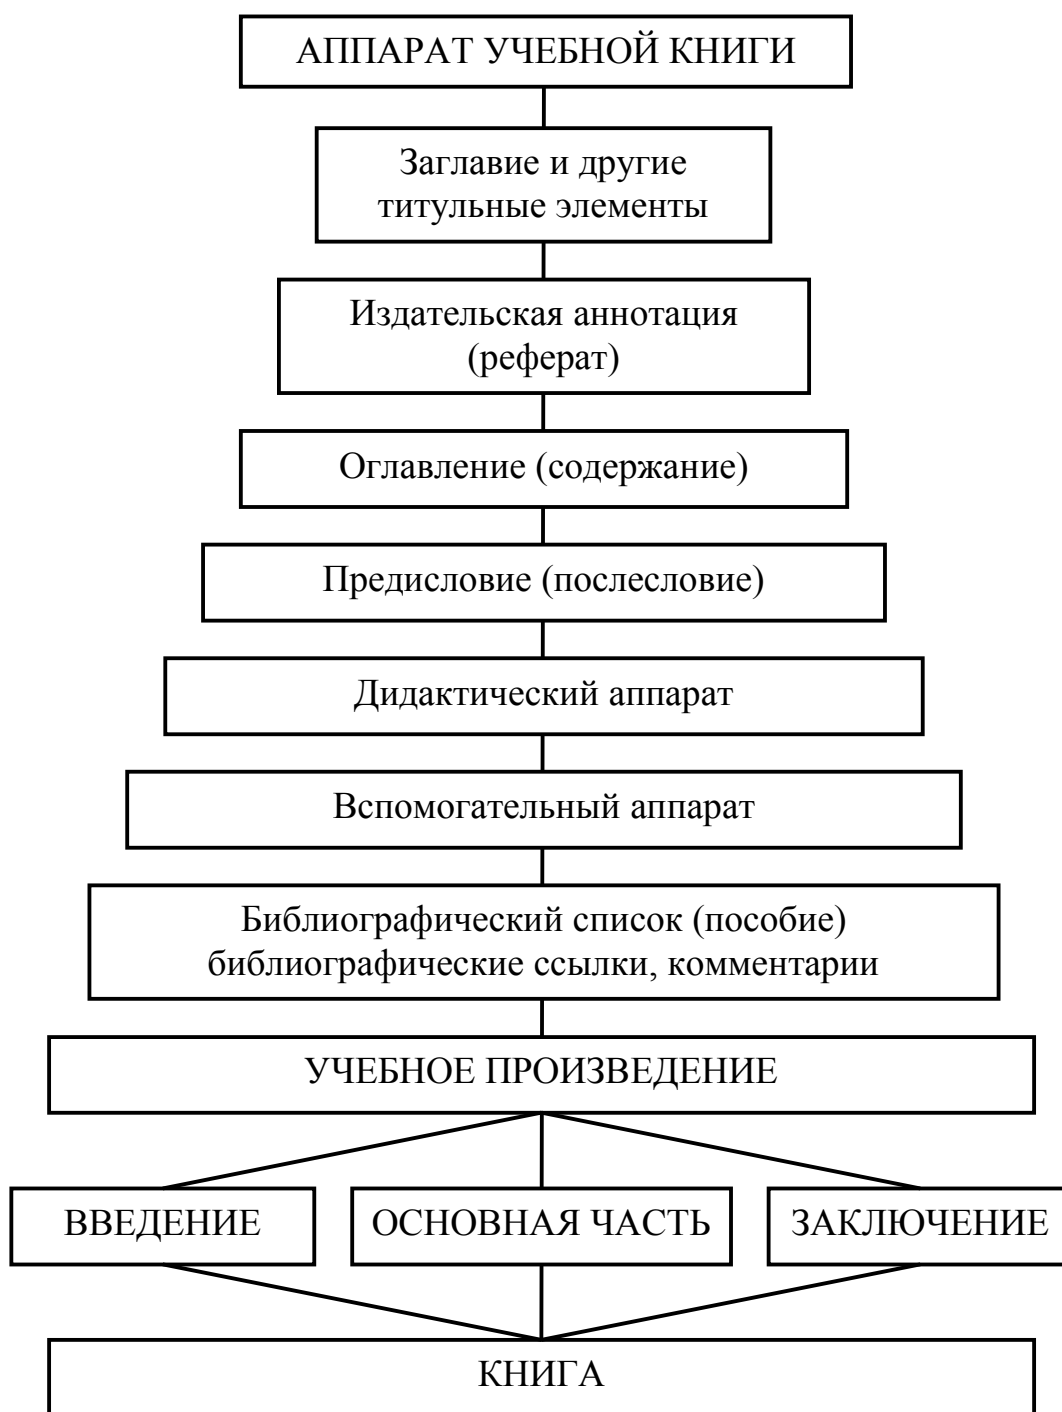 АППАРАТ УЧЕБНОЙ КНИГИ
Заглавие и другие
титульные элементы
Издательская аннотация
(реферат)
Оглавление (содержание)
Предисловие (послесловие)
Дидактический аппарат
Вспомогательный аппарат
Библиографический список (пособие)
библиографические ссылки, комментарии
УЧЕБНОЕ ПРОИЗВЕДЕНИЕ
ВВЕДЕНИЕ
ОСНОВНАЯ ЧАСТЬ
ЗАКЛЮЧЕНИЕ
КНИГА